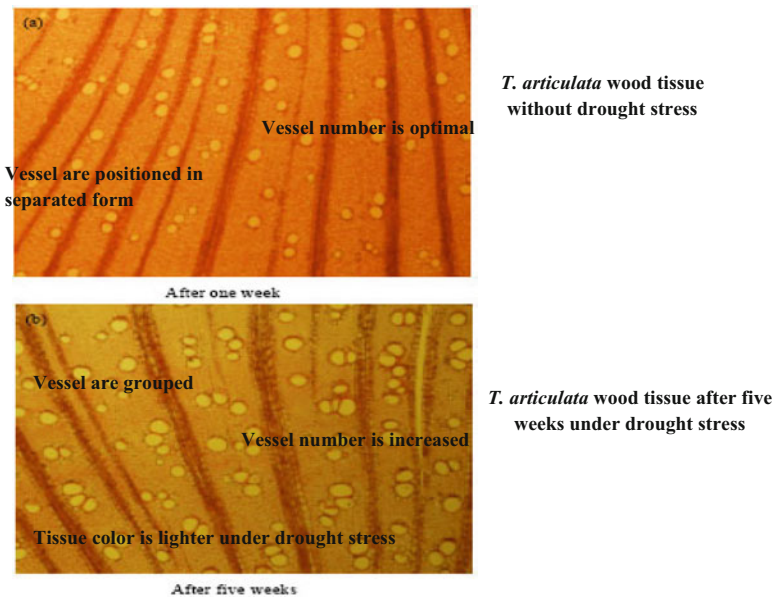 (a)
T. articulata wood tissue
without drought stress
Vessel number is optimal
Vessel are positioned in
separated form
After one week
(b)
Vessel are grouped
T. articulata wood tissue after five
weeks under drought stress
Vessel number is increased
Tissue color is lighter under drought stress
After five weeks